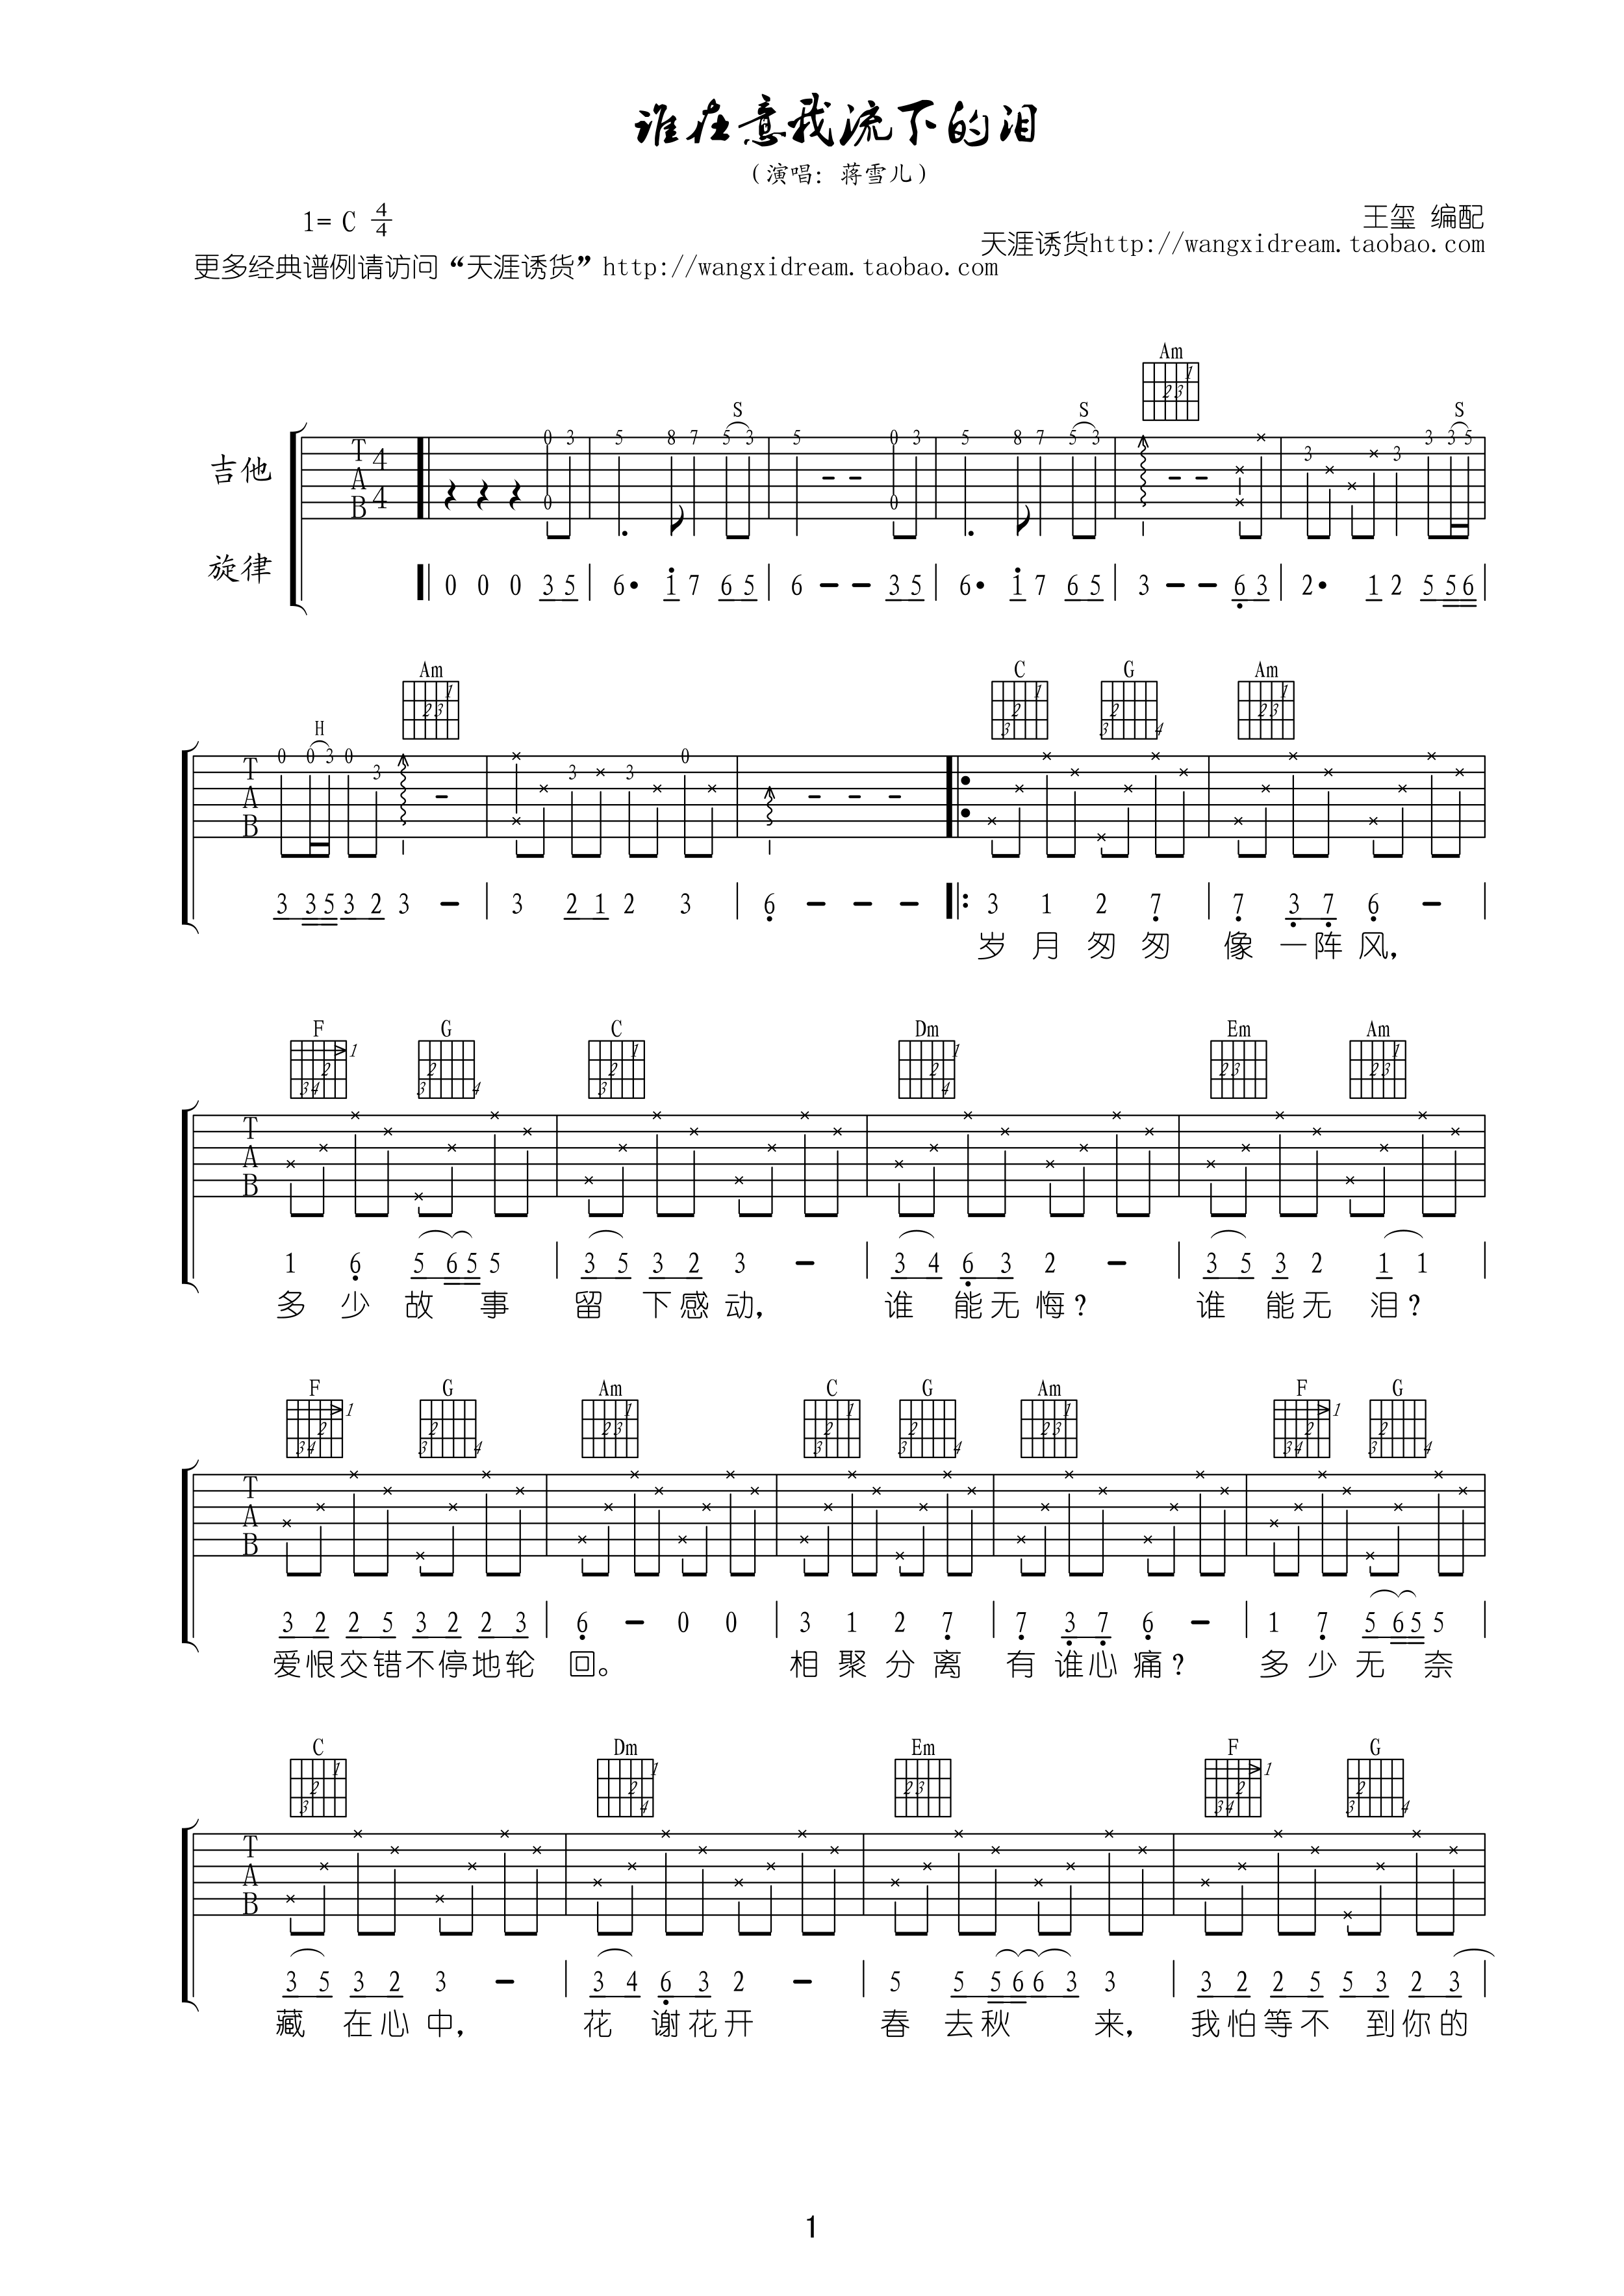 谁在意我流下的泪
(演唱: 蒋雪儿)
1= C 4/4
王玺 编配
天涯诱货http://wangxidream.taobao.com
更多经典谱例请访问“天涯诱货”http://wangxidream.taobao.com
Am
S S S
吉他 T A B 4/4 0 3 5 8 7 5 3 5 0 3 5 8 7 5 3 3 3 3 3 5
0 0
旋律 0 0 0 3 5 6· 1 7 6 5 6 - - 3 5 6· 1 7 6 5 3 - - 6 3 2· 1 2 5 5 6
Am C G Am
H
T A B 0 0 3 0 3 3 3 0
3 3 5 3 2 3 - 3 2 1 2 3 6 - - - 3 1 2 7 7 3 7 6 -
岁 月 匆 匆 像 一 阵 风,
F G C Dm Em Am
T A B
1 6 5 6 5 5 3 5 3 2 3 - 3 4 6 3 2 - 3 5 3 2 1 1
多 少 故 事 留 下 感 动, 谁 能 无 悔? 谁 能 无 泪?
F G Am C G Am F G
T A B
3 2 2 5 3 2 2 3 6 - 0 0 3 1 2 7 7 3 7 6 - 1 7 5 6 5 5
爱 恨 交 错 不 停 地 轮 回。 相 聚 分 离 有 谁 心 痛? 多 少 无 奈
C Dm Em F G
T A B
3 5 3 2 3 - 3 4 6 3 2 - 5 5 5 6 6 3 3 3 2 2 5 5 3 2 3
藏 在 心 中, 花 谢 花 开 春 去 秋 来, 我 怕 等 不 到 你 的
1